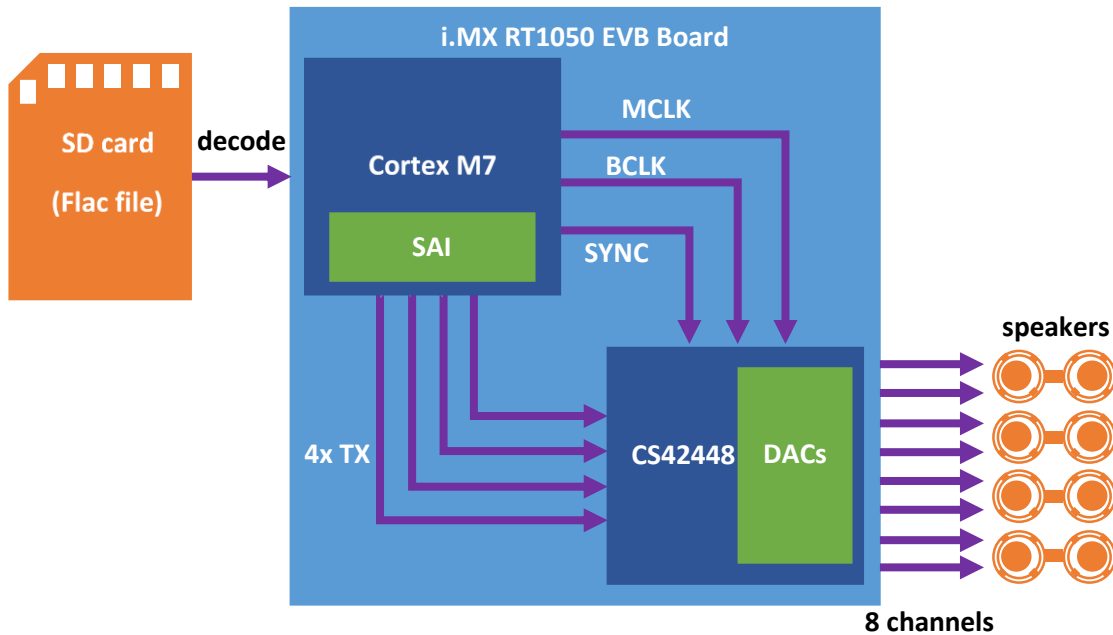 i.MX RT1050 EVB Board
SD card
(Flac file)
decode
Cortex M7
SAI
MCLK
BCLK
SYNC
4x TX
CS42448
DACs
speakers
8 channels